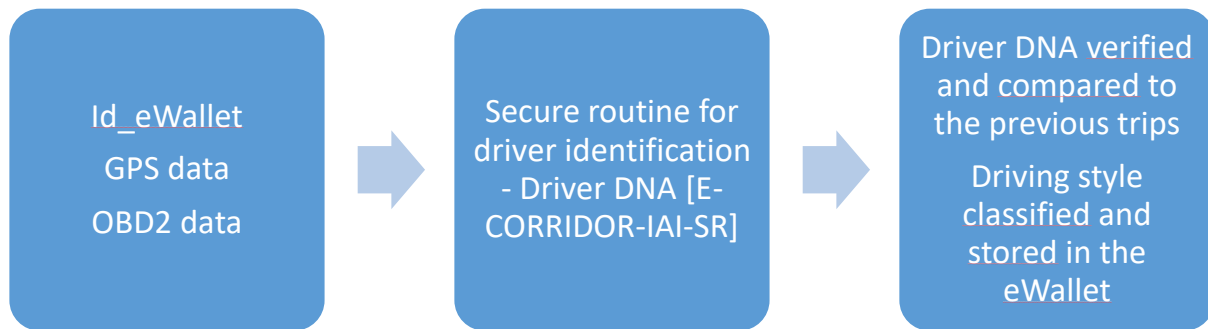 Id_eWallet
GPS data
OBD2 data
Secure routine for
driver identification
- Driver DNA [E-
CORRIDOR-IAI-SR]
Driver DNA verified
and compared to
the previous trips
Driving style
classified and
stored in the
eWallet